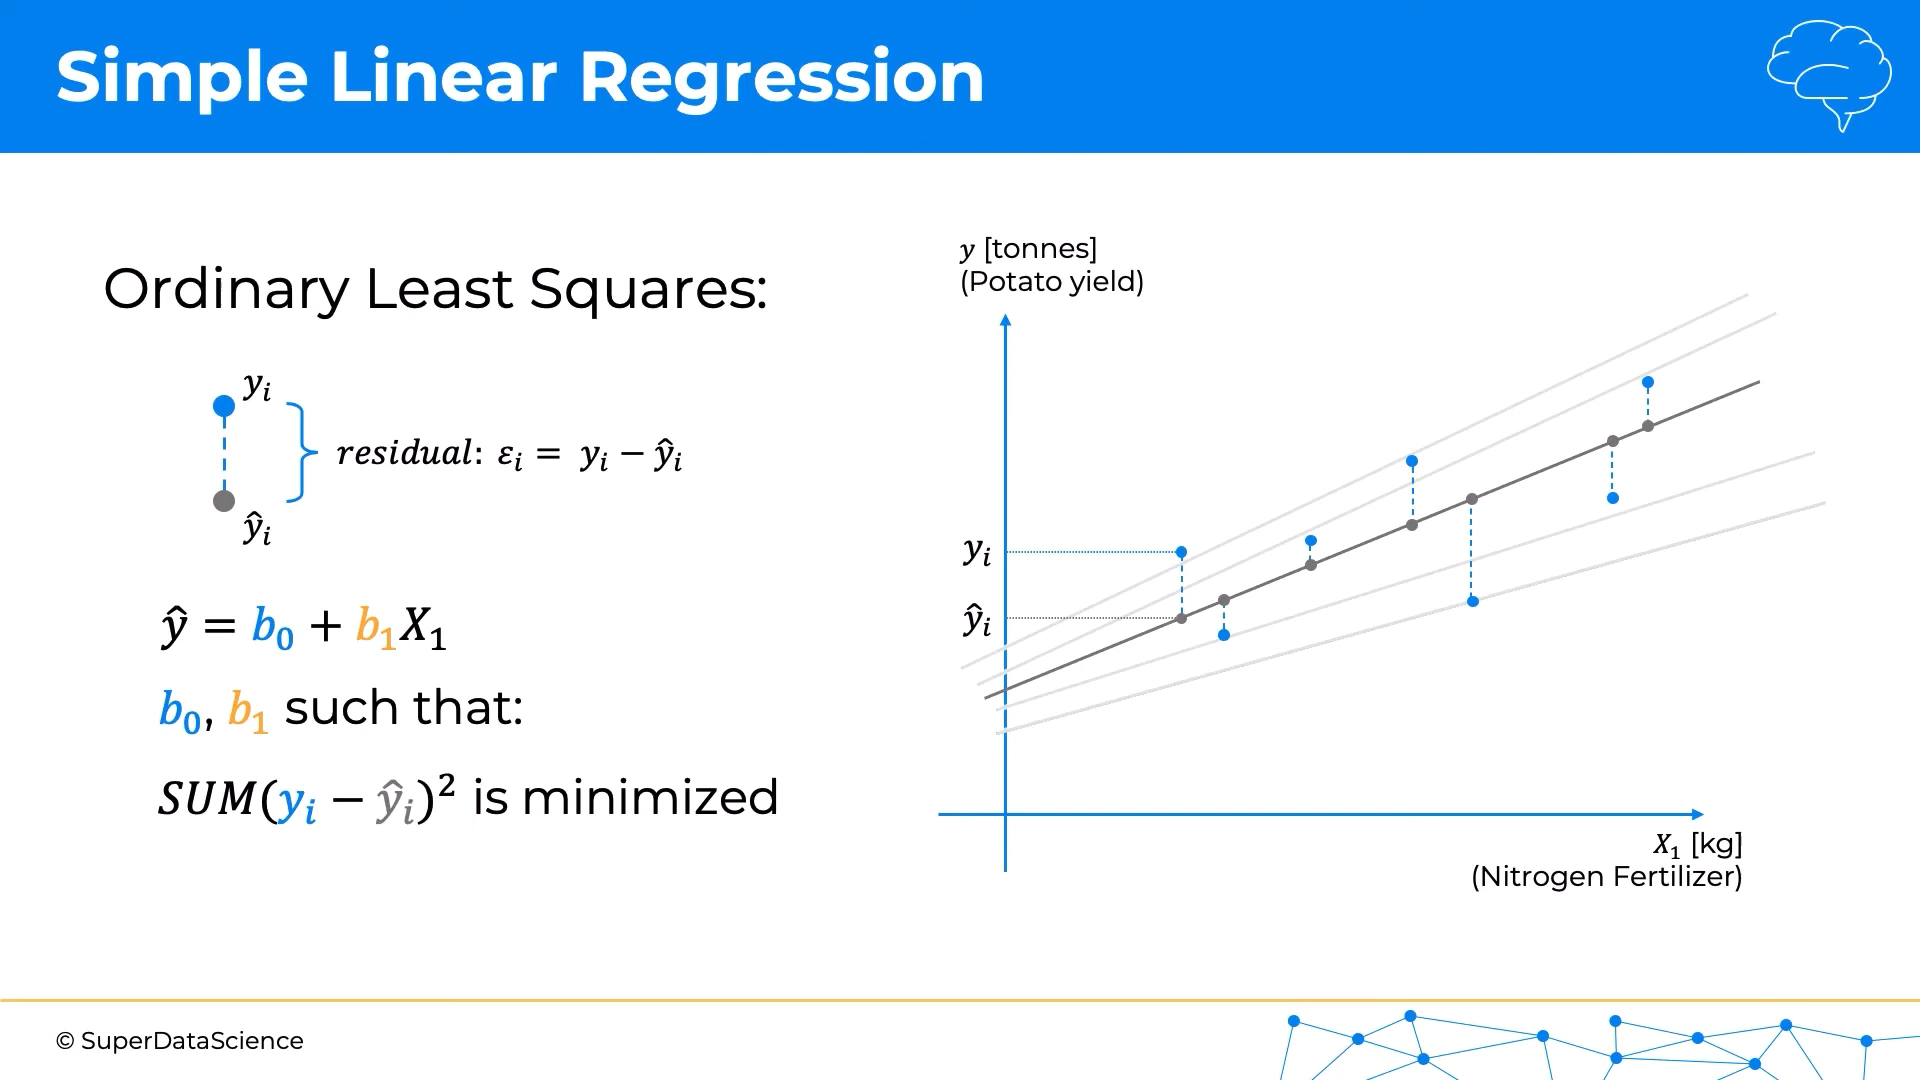 Simple Linear Regression
Ordinary Least Squares:
yᵢ
residual: εᵢ = yᵢ − ŷᵢ
ŷᵢ
ŷ = b₀ + b₁X₁
b₀, b₁ such that:
SUM(yᵢ − ŷᵢ)² is minimized
y [tonnes]
(Potato yield)
yᵢ
ŷᵢ
X₁ [kg]
(Nitrogen Fertilizer)
© SuperDataScience